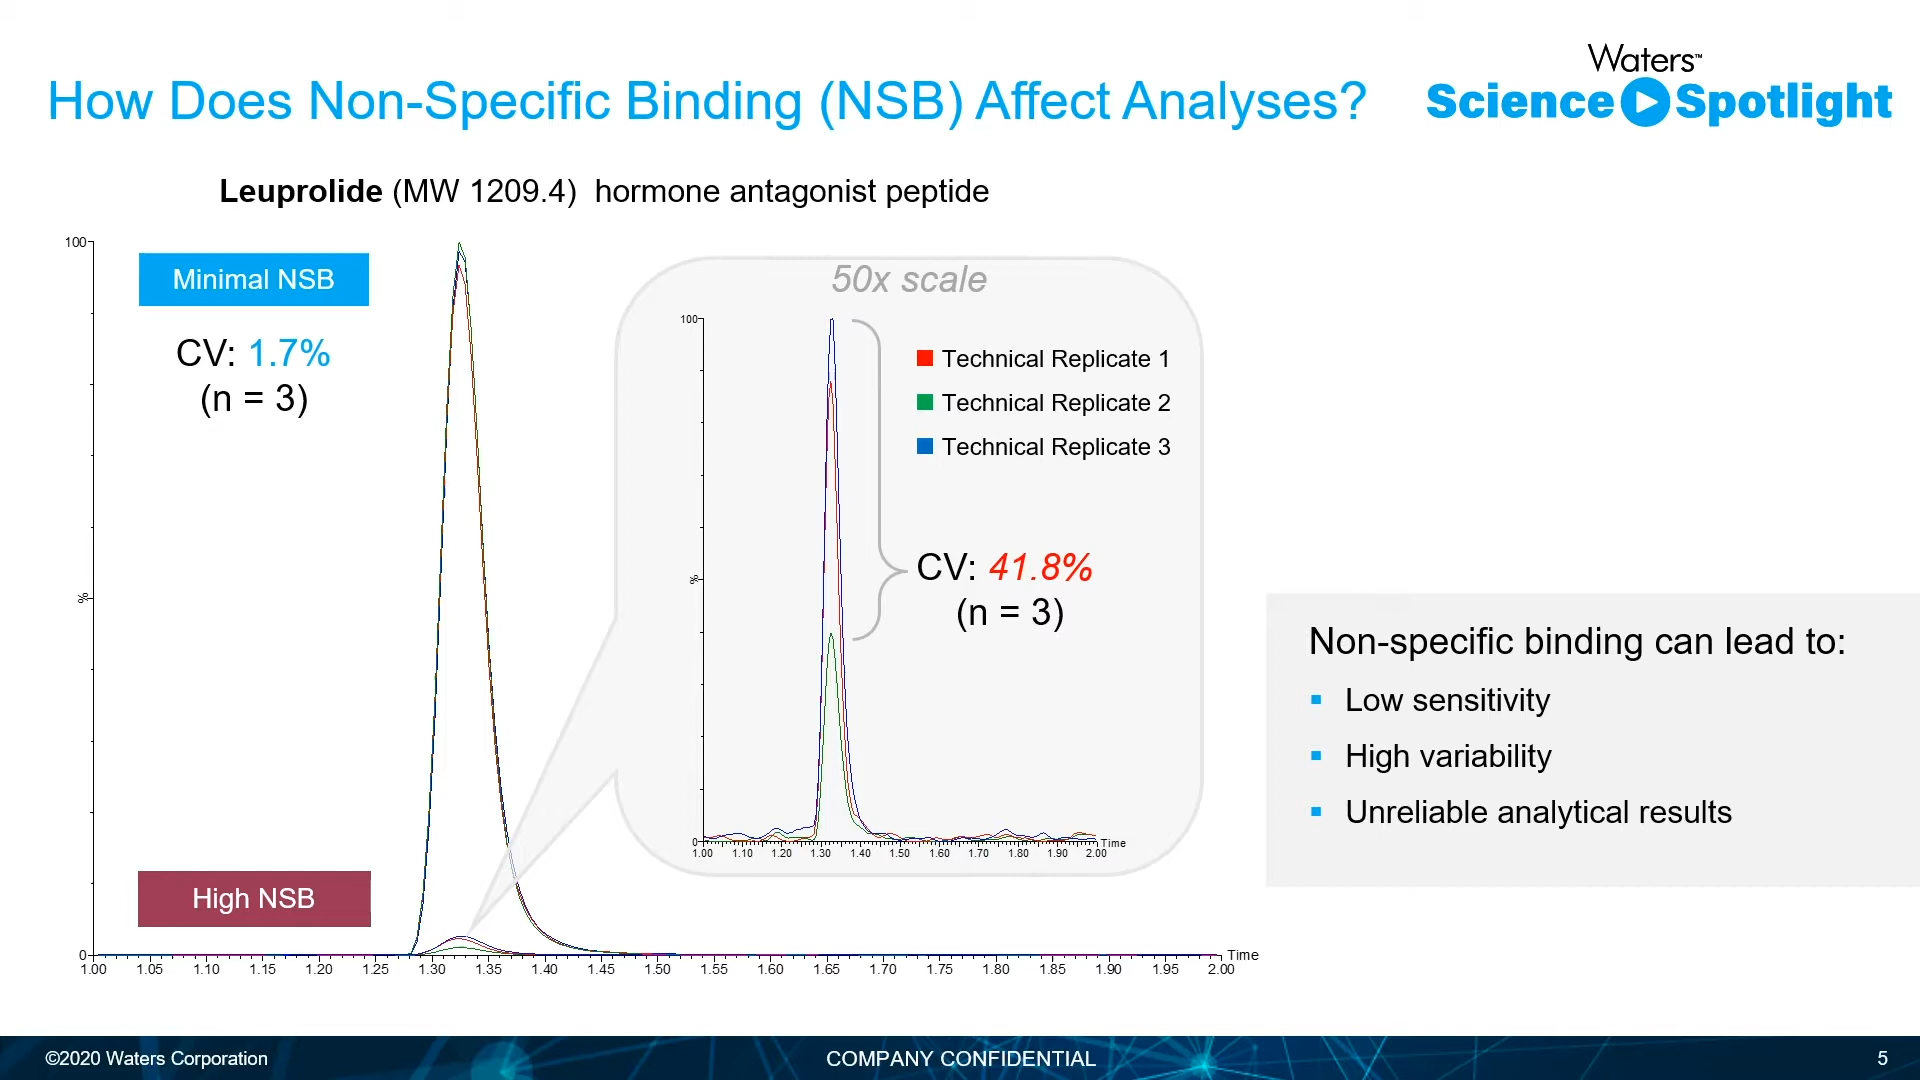 How Does Non-Specific Binding (NSB) Affect Analyses?
Waters™
Science Spotlight
Leuprolide (MW 1209.4) hormone antagonist peptide
100
Minimal NSB
CV: 1.7%
(n = 3)
%
High NSB
0
1.00 1.05 1.10 1.15 1.20 1.25 1.30 1.35 1.40 1.45 1.50 1.55 1.60 1.65 1.70 1.75 1.80 1.85 1.90 1.95 2.00
Time
50x scale
100
Technical Replicate 1
Technical Replicate 2
Technical Replicate 3
%
CV: 41.8%
(n = 3)
0
1.00 1.10 1.20 1.30 1.40 1.50 1.60 1.70 1.80 1.90 2.00
Time
Non-specific binding can lead to:
Low sensitivity
High variability
Unreliable analytical results
©2020 Waters Corporation
COMPANY CONFIDENTIAL
5